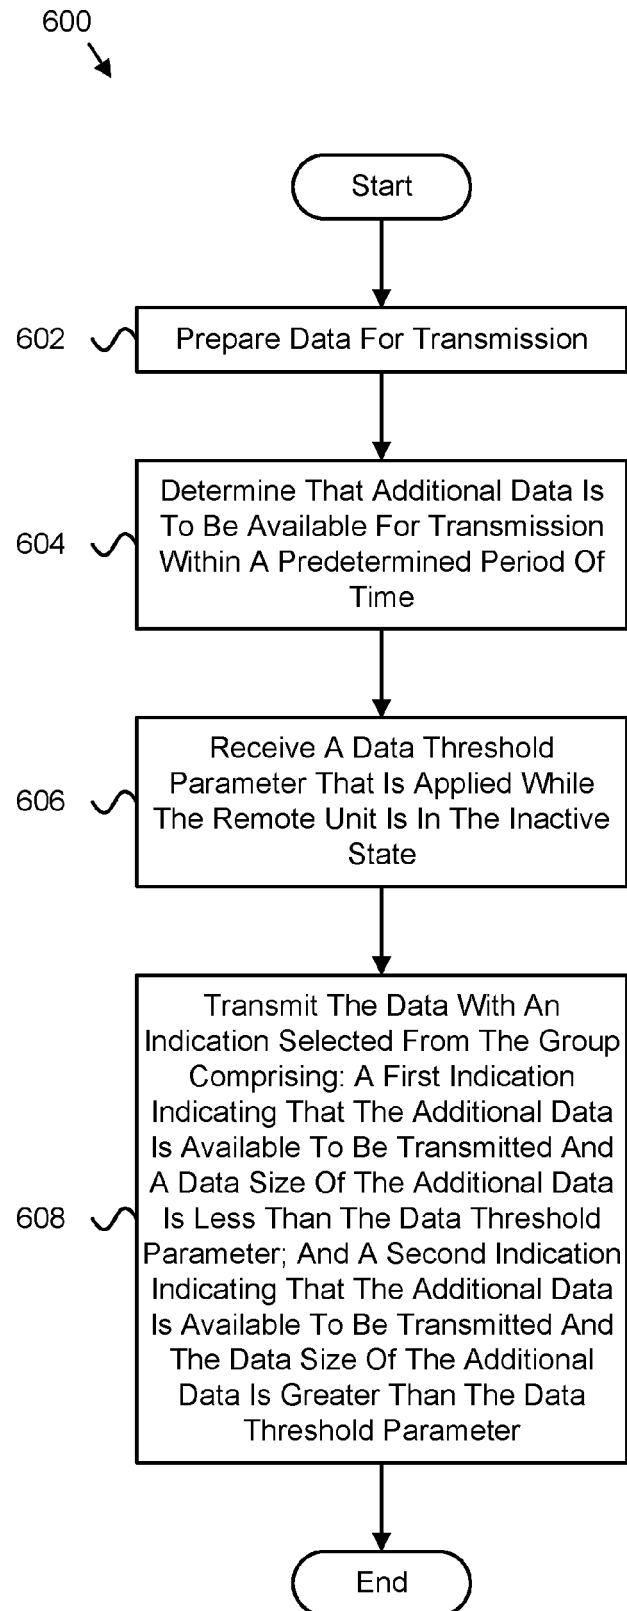 600
Start
602
Prepare Data For Transmission
604
Determine That Additional Data Is
To Be Available For Transmission
Within A Predetermined Period Of
Time
606
Receive A Data Threshold
Parameter That is Applied While
The Remote Unit Is In The Inactive
State
608
Transmit The Data With An
Indication Selected From The Group
Comprising: A First Indication
Indicating That The Additional Data
Is Available To Be Transmitted And
A Data Size Of The Additional Data
Is Less Than The Data Threshold
Parameter; And A Second Indication
Indicating That The Additional Data
Is Available To Be Transmitted And
The Data Size Of The Additional
Data Is Greater Than The Data
Threshold Parameter
End